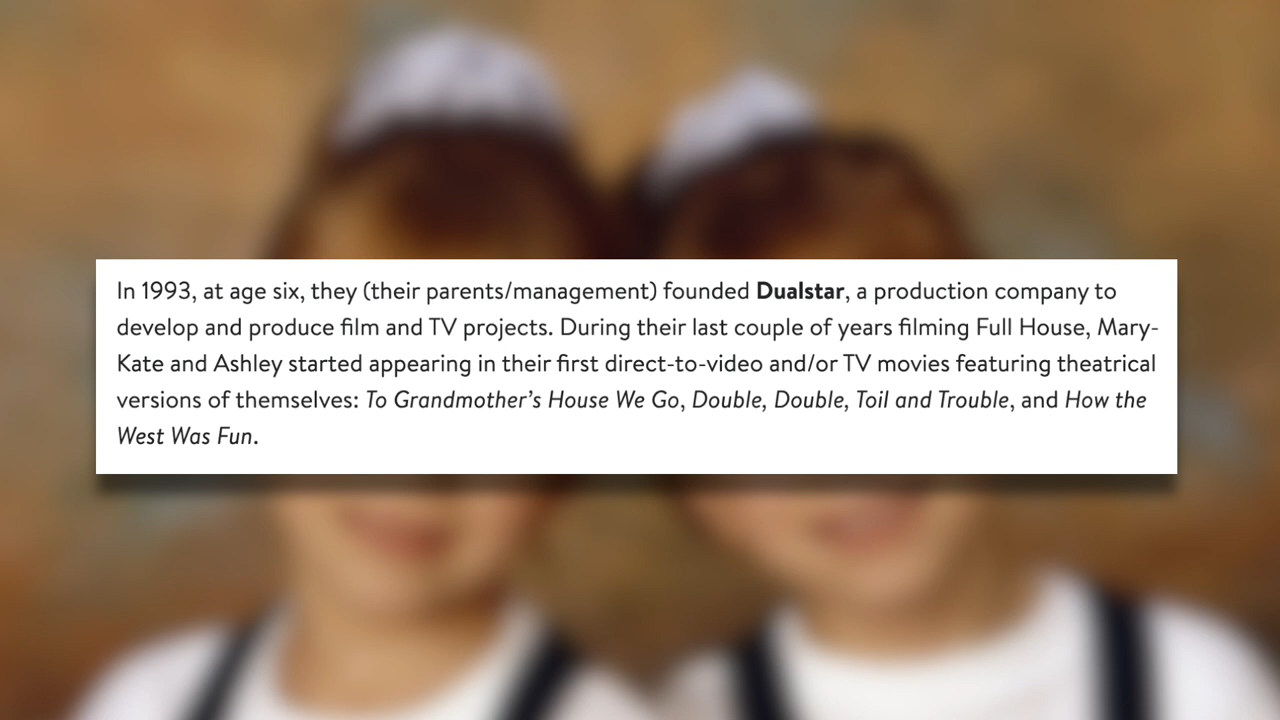 In 1993, at age six, they (their parents/management) founded Dualstar, a production company to
develop and produce film and TV projects. During their last couple of years filming Full House, Mary-
Kate and Ashley started appearing in their first direct-to-video and/or TV movies featuring theatrical
versions of themselves: To Grandmother’s House We Go, Double, Double, Toil and Trouble, and How the
West Was Fun.